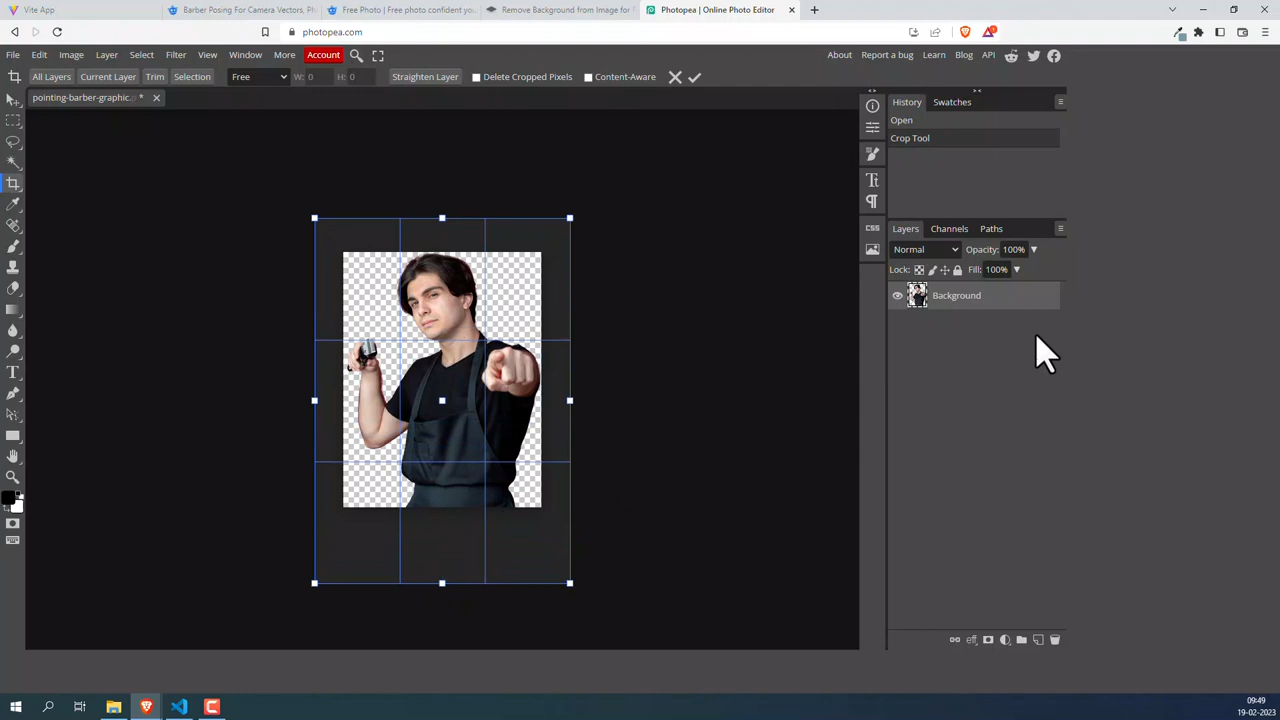 Vite App
Barber Posing For Camera Vectors, Ph
Free Photo | Free photo confident you
Remove Background from Image for F
Photopea | Online Photo Editor
photopea.com
File Edit Image Layer Select Filter View Window More Account
About Report a bug Learn Blog API
All Layers Current Layer Trim Selection Free W: 0 H: 0 Straighten Layer Delete Cropped Pixels Content-Aware
pointing-barber-graphic. *
History Swatches
Open
Crop Tool
CSS
Layers Channels Paths
Normal Opacity: 100%
Lock: Fill: 100%
Background
eff
09:49
19-02-2023